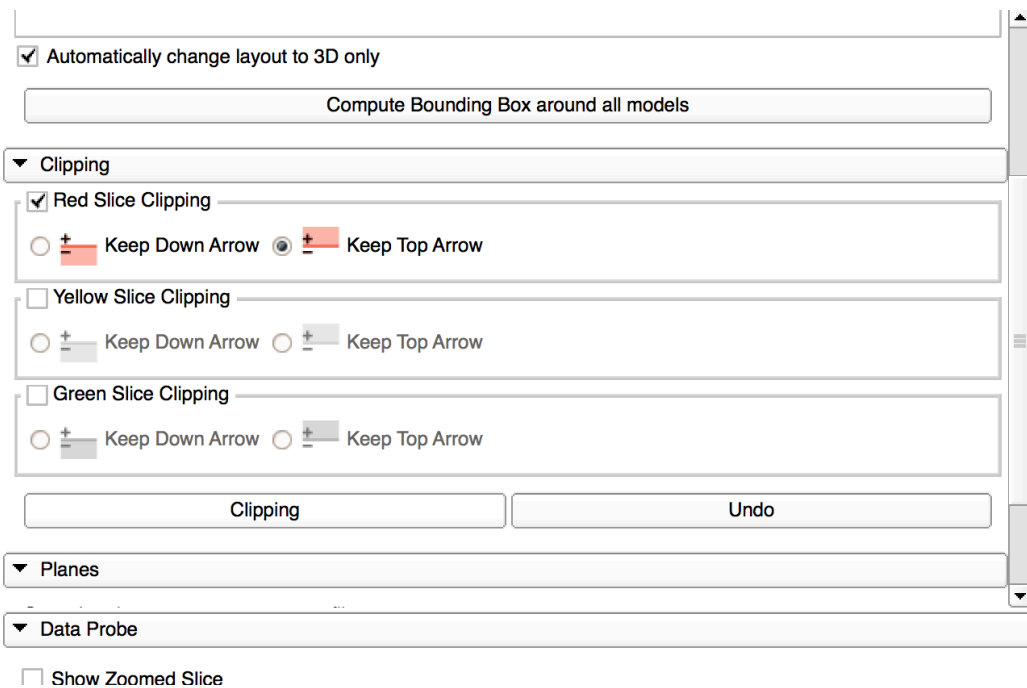 Automatically change layout to 3D only
Compute Bounding Box around all models
Clipping
Red Slice Clipping
Keep Down Arrow Keep Top Arrow
Yellow Slice Clipping
Keep Down Arrow Keep Top Arrow
Green Slice Clipping
Keep Down Arrow Keep Top Arrow
Clipping Undo
Planes
Data Probe
Show Zoomed Slice